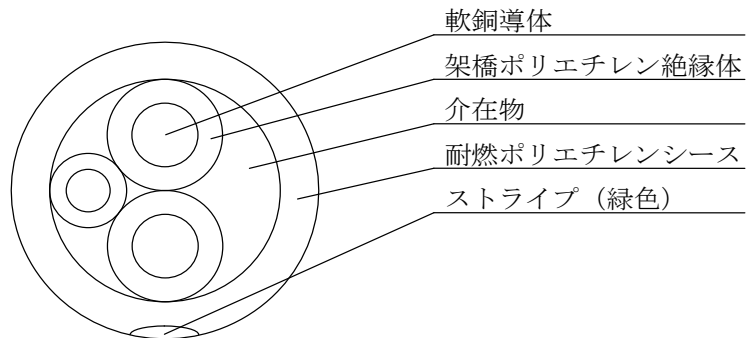 軟銅導体
架橋ポリエチレン絶縁体
介在物
耐燃ポリエチレンシース
ストライプ（緑色）